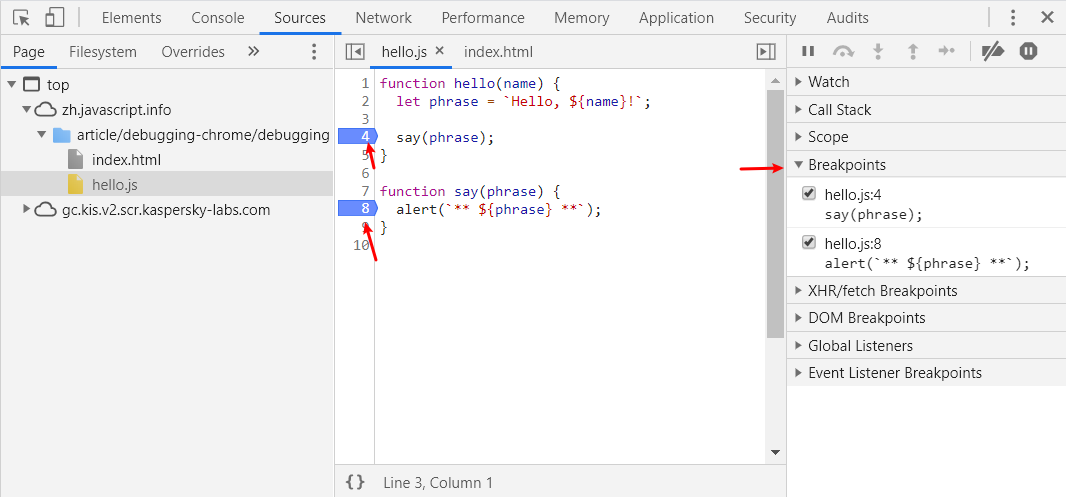 Elements Console Sources Network Performance Memory Application Security Audits
Page Filesystem Overrides »
hello.js × index.html
top
zh.javascript.info
article/debugging-chrome/debugging
index.html
hello.js
gc.kis.v2.scr.kaspersky-labs.com
1 function hello(name) {
2   let phrase = `Hello, ${name}!`;
3
4   say(phrase);
5 }
6
7 function say(phrase) {
8   alert(`** ${phrase} **`);
9 }
10
{} Line 3, Column 1
Watch
Call Stack
Scope
Breakpoints
hello.js:4
say(phrase);
hello.js:8
alert(`** ${phrase} **`);
XHR/fetch Breakpoints
DOM Breakpoints
Global Listeners
Event Listener Breakpoints